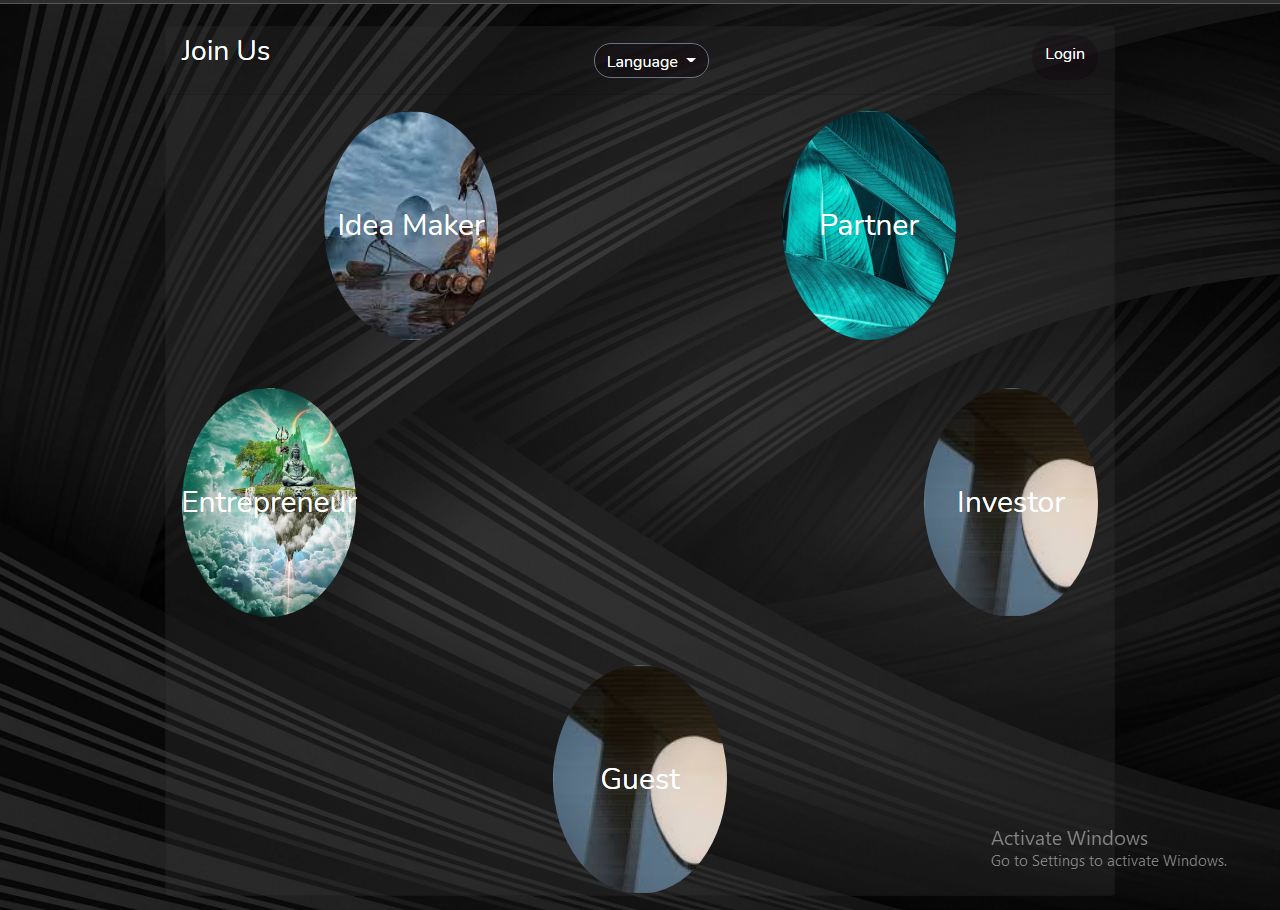 Join Us
Language
Login
Idea Maker
Partner
Entrepreneur
Investor
Guest
Activate Windows
Go to Settings to activate Windows.